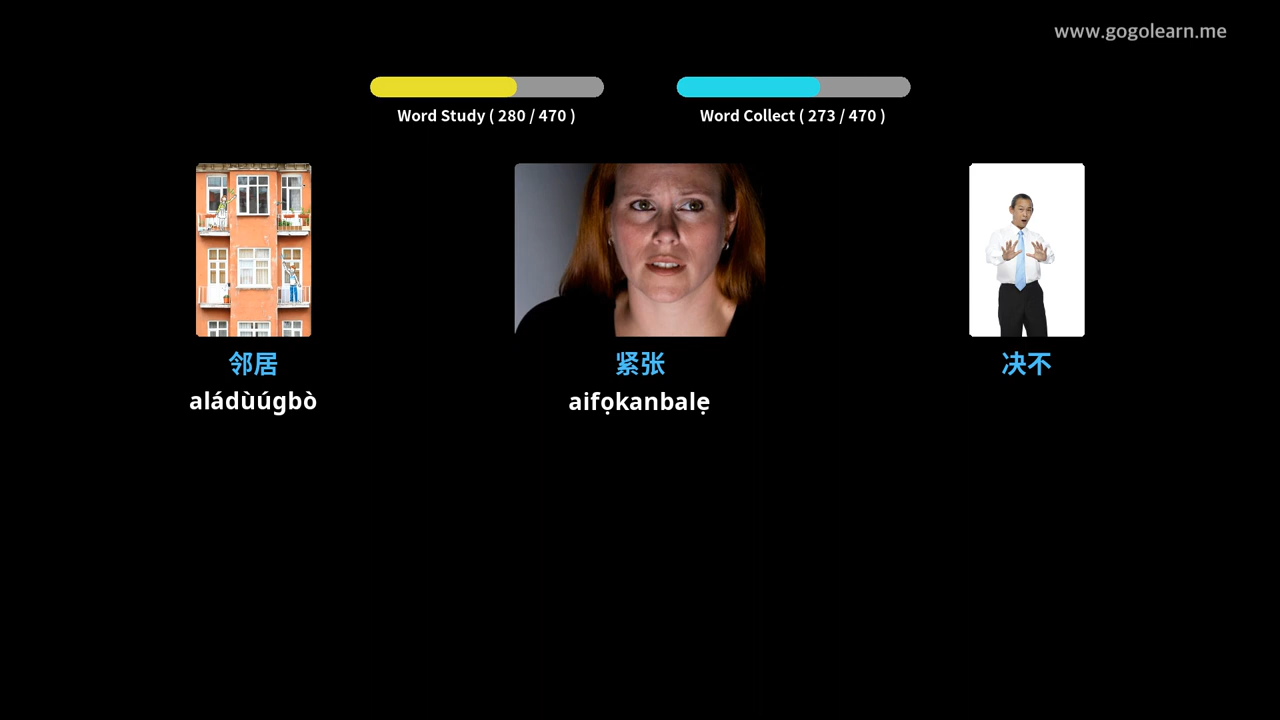 www.gogolearn.me
Word Study ( 280 / 470 )
Word Collect ( 273 / 470 )
邻居
紧张
决不
aládùúgbò
aifọkanbalẹ